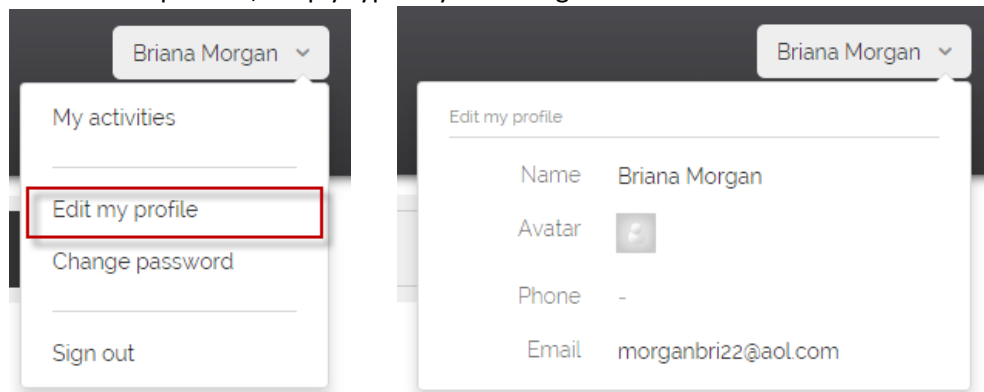 Briana Morgan
My activities
Edit my profile
Change password
Sign out
Briana Morgan
Edit my profile
Name Briana Morgan
Avatar
Phone -
Email morganbri22@aol.com